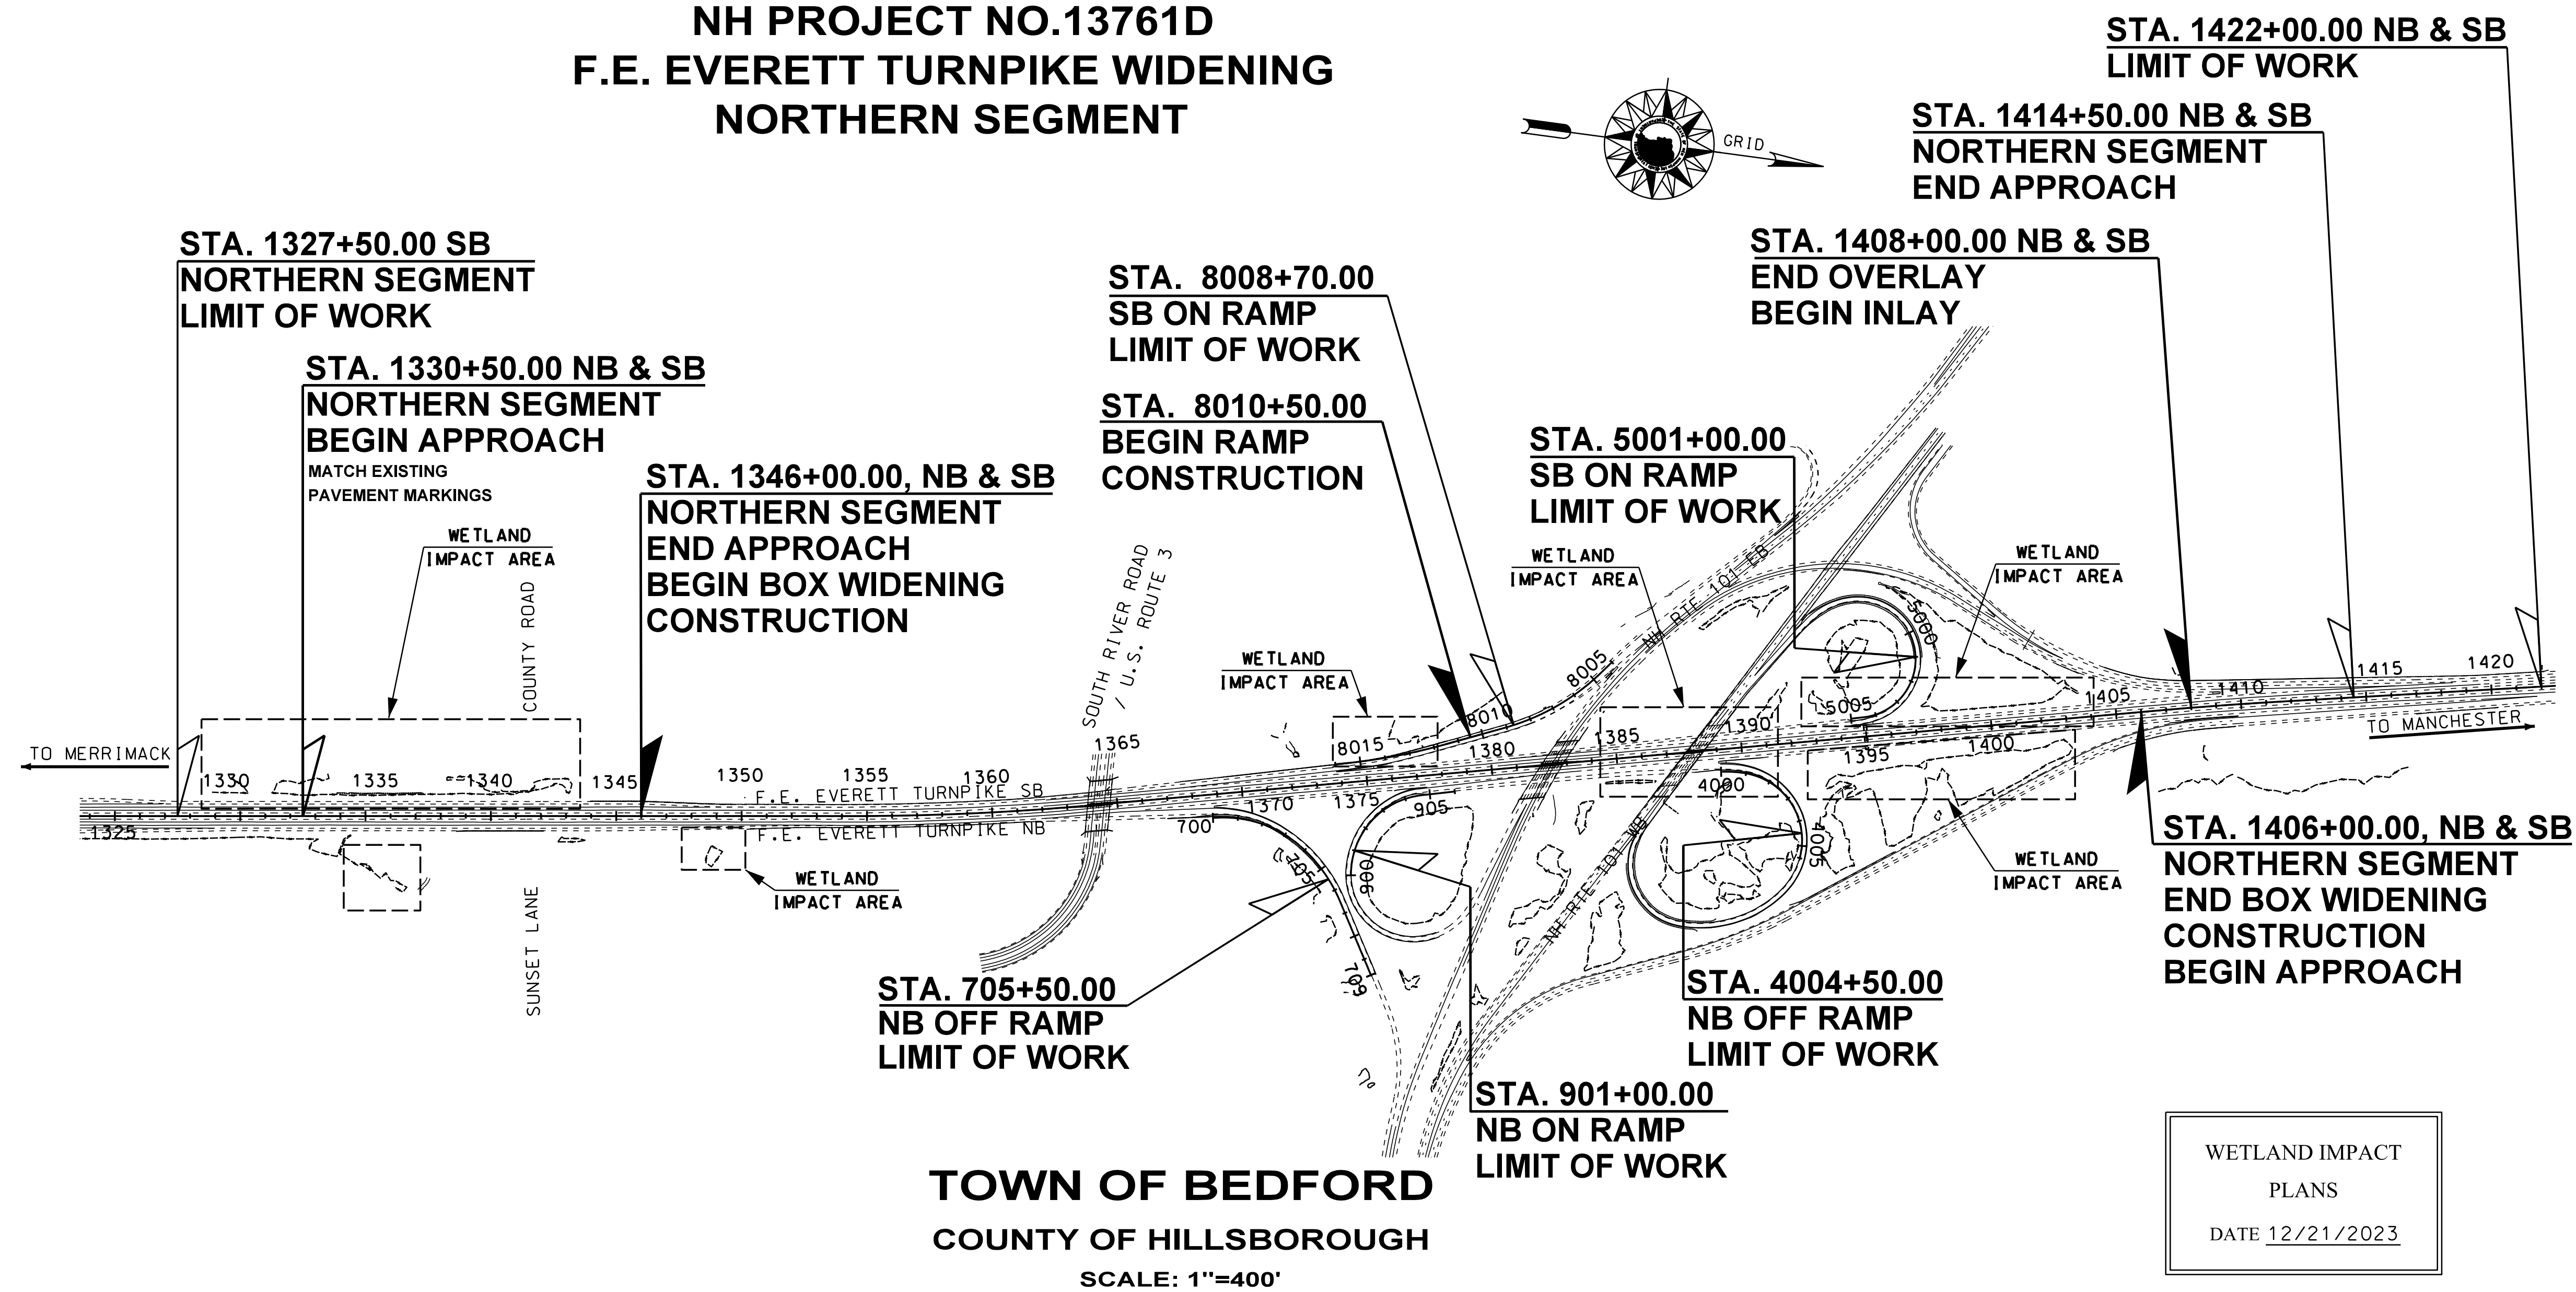 NH PROJECT NO.13761D
F.E. EVERETT TURNPIKE WIDENING
NORTHERN SEGMENT
STA. 1422+00.00 NB & SB
LIMIT OF WORK
STA. 1414+50.00 NB & SB
NORTHERN SEGMENT
END APPROACH
GRID
STA. 1408+00.00 NB & SB
END OVERLAY
BEGIN INLAY
STA. 1327+50.00 SB
NORTHERN SEGMENT
LIMIT OF WORK
STA. 8008+70.00
SB ON RAMP
LIMIT OF WORK
STA. 1330+50.00 NB & SB
NORTHERN SEGMENT
BEGIN APPROACH
MATCH EXISTING
PAVEMENT MARKINGS
STA. 8010+50.00
BEGIN RAMP
CONSTRUCTION
STA. 5001+00.00
SB ON RAMP
LIMIT OF WORK
STA. 1346+00.00, NB & SB
NORTHERN SEGMENT
END APPROACH
BEGIN BOX WIDENING
CONSTRUCTION
WETLAND
IMPACT AREA
COUNTY ROAD
SOUTH RIVER ROAD
/ U.S. ROUTE 3
WETLAND
IMPACT AREA
NH RTE 101 EB
WETLAND
IMPACT AREA
WETLAND
IMPACT AREA
5000
8005
8010
8015
5005
TO MERRIMACK
TO MANCHESTER
1325
1330
1335
1340
1345
1350
1355
1360
1365
1370
1375
1380
1385
1390
1395
1400
1405
1410
1415
1420
F.E. EVERETT TURNPIKE SB
F.E. EVERETT TURNPIKE NB
700
705
709
905
900
4000
4005
NH RTE 101 WB
SUNSET LANE
WETLAND
IMPACT AREA
WETLAND
IMPACT AREA
STA. 1406+00.00, NB & SB
NORTHERN SEGMENT
END BOX WIDENING
CONSTRUCTION
BEGIN APPROACH
STA. 705+50.00
NB OFF RAMP
LIMIT OF WORK
STA. 4004+50.00
NB OFF RAMP
LIMIT OF WORK
STA. 901+00.00
NB ON RAMP
LIMIT OF WORK
TOWN OF BEDFORD
COUNTY OF HILLSBOROUGH
SCALE: 1"=400'
WETLAND IMPACT
PLANS
DATE 12/21/2023